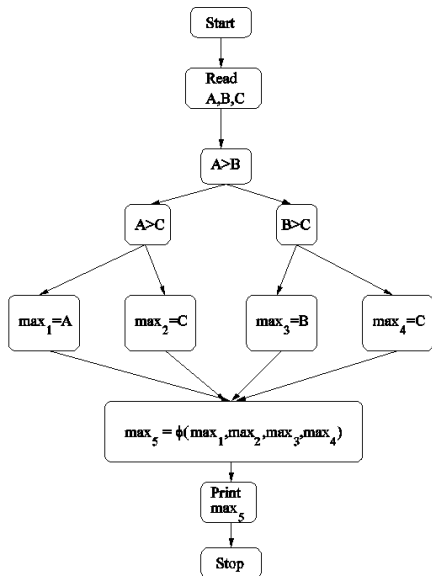 Start
Read
A,B,C
A>B
A>C
B>C
max₁=A
max₂=C
max₃=B
max₄=C
max₅ = ϕ(max₁,max₂,max₃,max₄)
Print
max₅
Stop